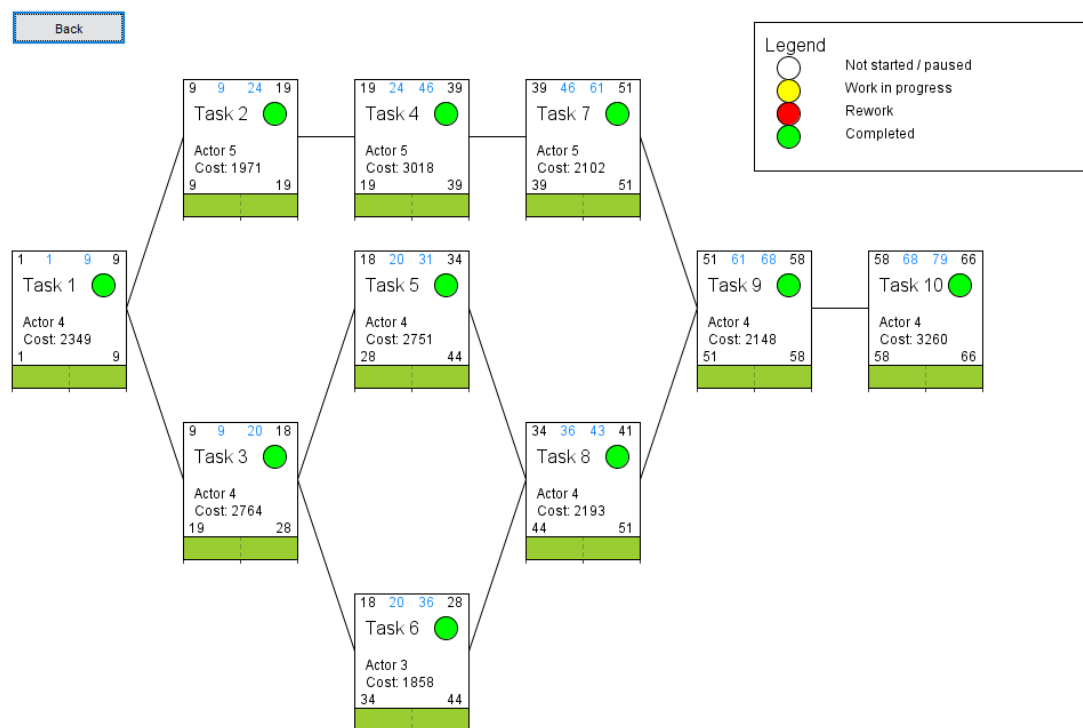 Back
Legend
Not started / paused
Work in progress
Rework
Completed
9 9 24 19
Task 2
Actor 5
Cost: 1971
9 19
19 24 46 39
Task 4
Actor 5
Cost: 3018
19 39
39 46 61 51
Task 7
Actor 5
Cost: 2102
39 51
1 1 9 9
Task 1
Actor 4
Cost: 2349
1 9
18 20 31 34
Task 5
Actor 4
Cost: 2751
28 44
51 61 68 58
Task 9
Actor 4
Cost: 2148
51 58
58 68 79 66
Task 10
Actor 4
Cost: 3260
58 66
9 9 20 18
Task 3
Actor 4
Cost: 2764
19 28
34 36 43 41
Task 8
Actor 4
Cost: 2193
44 51
18 20 36 28
Task 6
Actor 3
Cost: 1858
34 44